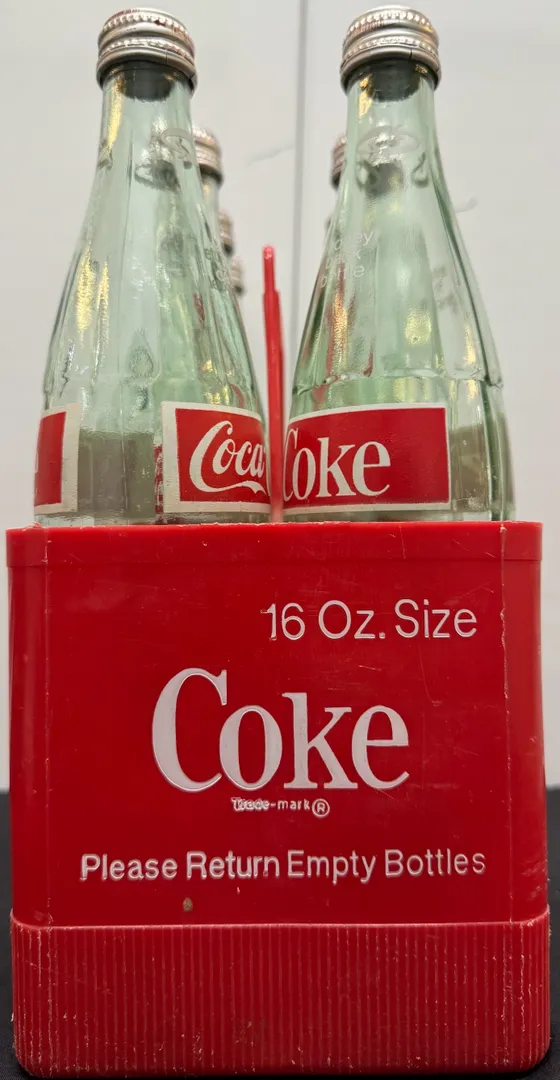 Coca
Coke
16 Oz. Size
Coke
Trade-mark ®
Please Return Empty Bottles